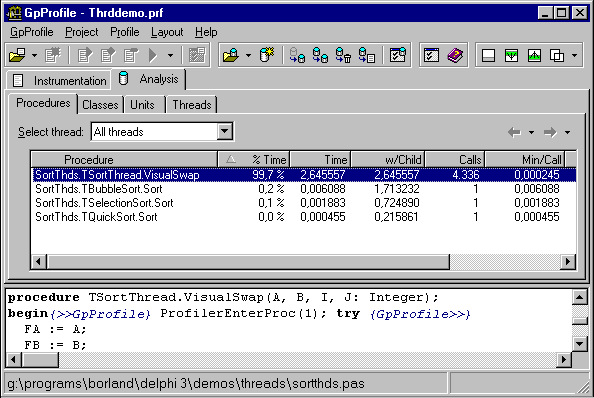 GpProfile - Thrddemo.prf
GpProfile Project Profile Layout Help
Instrumentation Analysis
Procedures Classes Units Threads
Select thread: All threads
Procedure % Time Time w/Child Calls Min/Call
SortThds.TSortThread.VisualSwap 99,7 % 2,645557 2,645557 4.336 0,000245
SortThds.TBubbleSort.Sort 0,2 % 0,006088 1,713232 1 0,006088
SortThds.TSelectionSort.Sort 0,1 % 0,001883 0,724890 1 0,001883
SortThds.TQuickSort.Sort 0,0 % 0,000455 0,215861 1 0,000455
procedure TSortThread.VisualSwap(A, B, I, J: Integer);
begin{>>GpProfile} ProfilerEnterProc(1); try {GpProfile>>}
FA := A;
FB := B;
g:\programs\borland\delphi 3\demos\threads\sortthds.pas